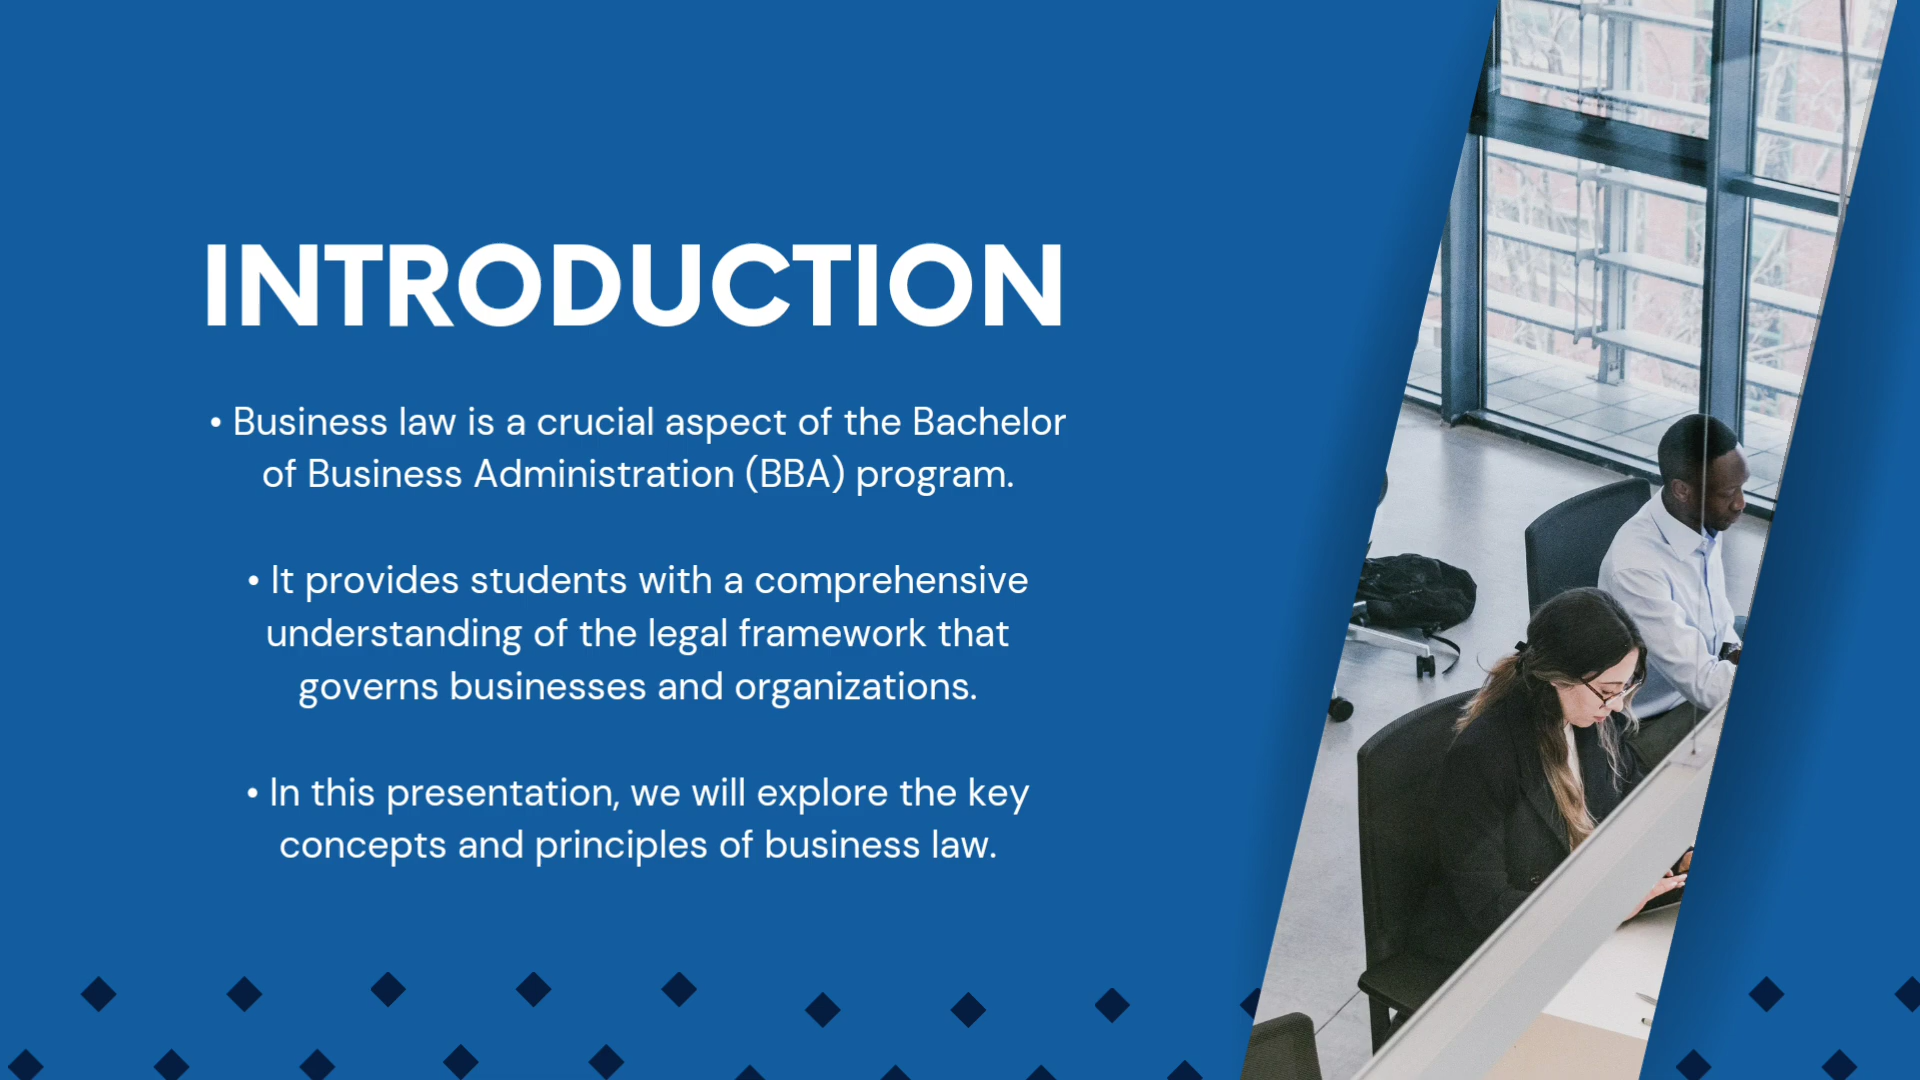 INTRODUCTION
• Business law is a crucial aspect of the Bachelor
of Business Administration (BBA) program.
• It provides students with a comprehensive
understanding of the legal framework that
governs businesses and organizations.
• In this presentation, we will explore the key
concepts and principles of business law.